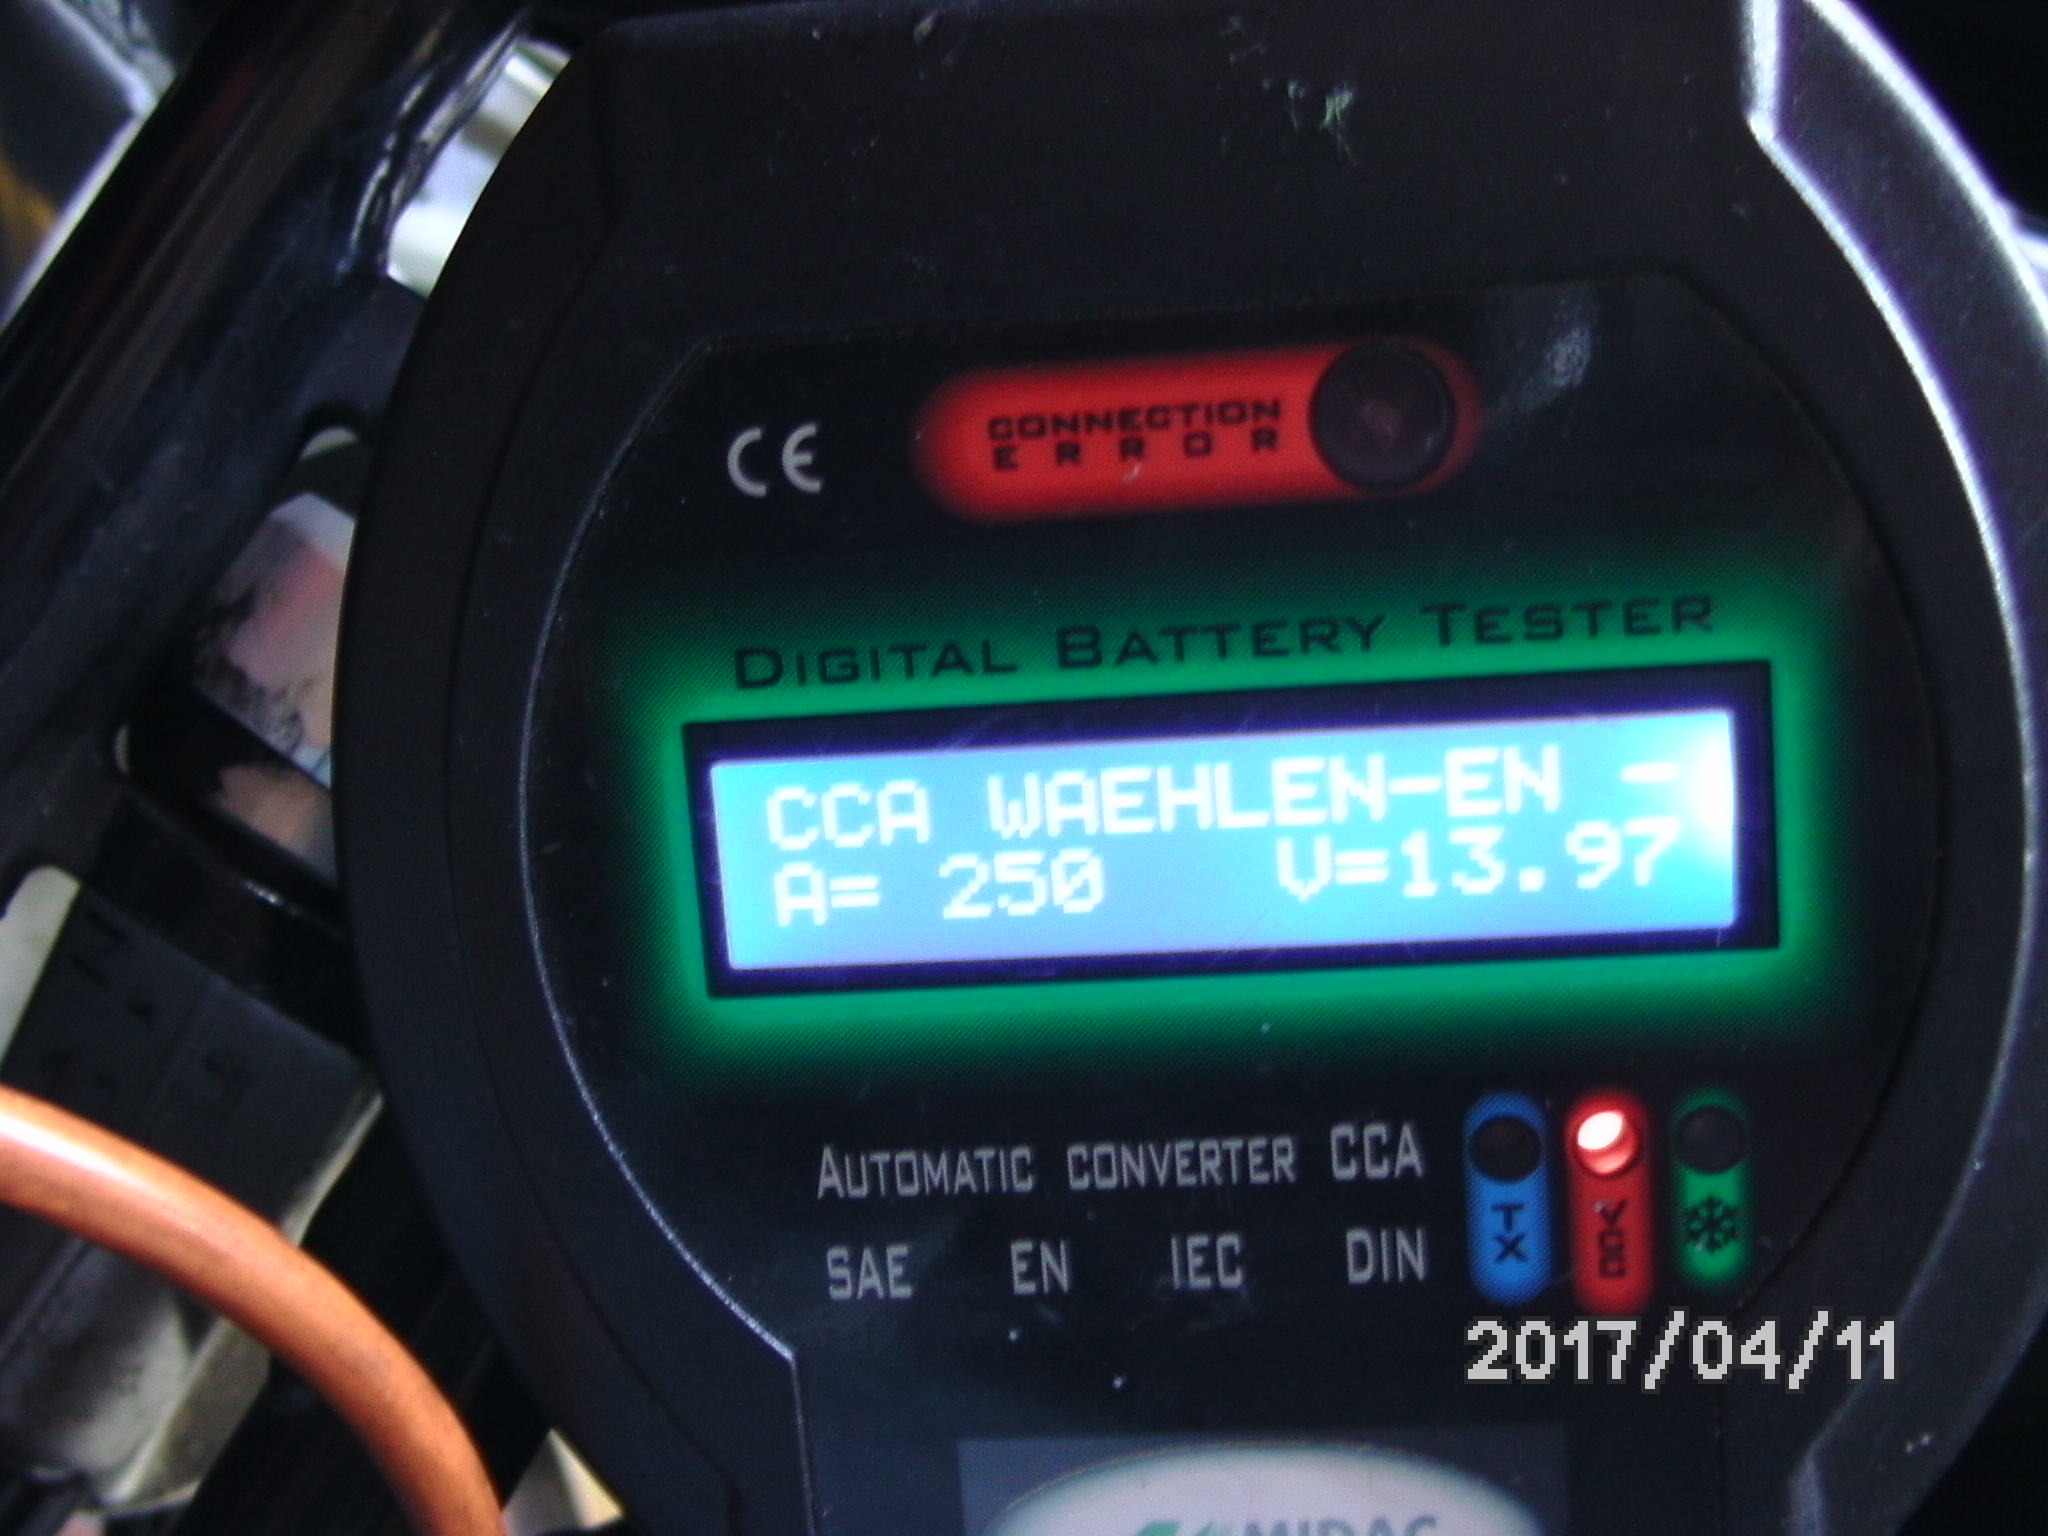 CE
CONNECTION
ERROR
DIGITAL BATTERY TESTER
CCA WAEHLEN-EN -
A= 250 V=13.97
AUTOMATIC CONVERTER CCA
SAE EN IEC DIN
TX
2017/04/11
MIDAC